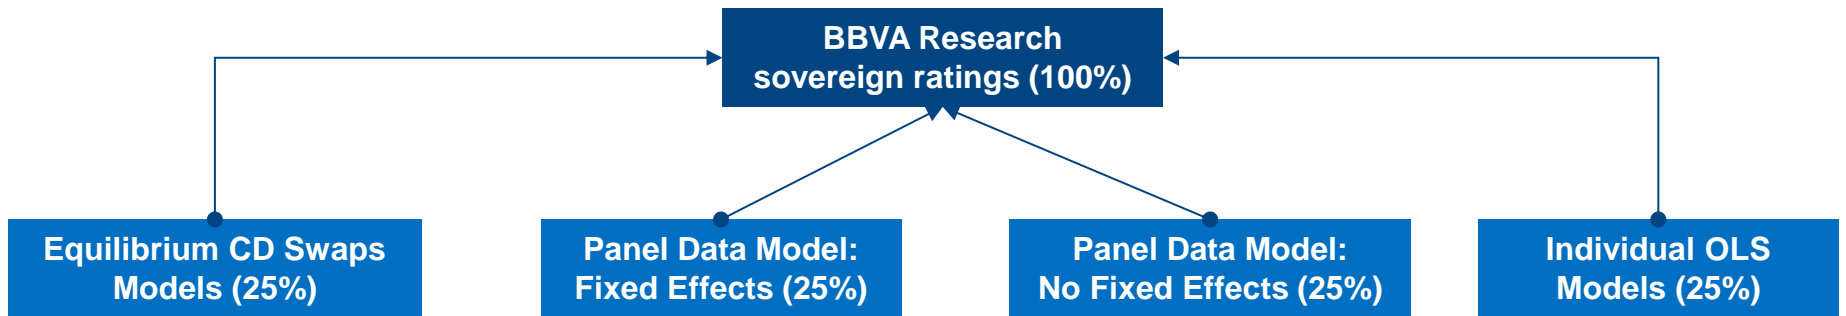 BBVA Research
sovereign ratings (100%)
Equilibrium CD Swaps
Models (25%)
Panel Data Model:
Fixed Effects (25%)
Panel Data Model:
No Fixed Effects (25%)
Individual OLS
Models (25%)